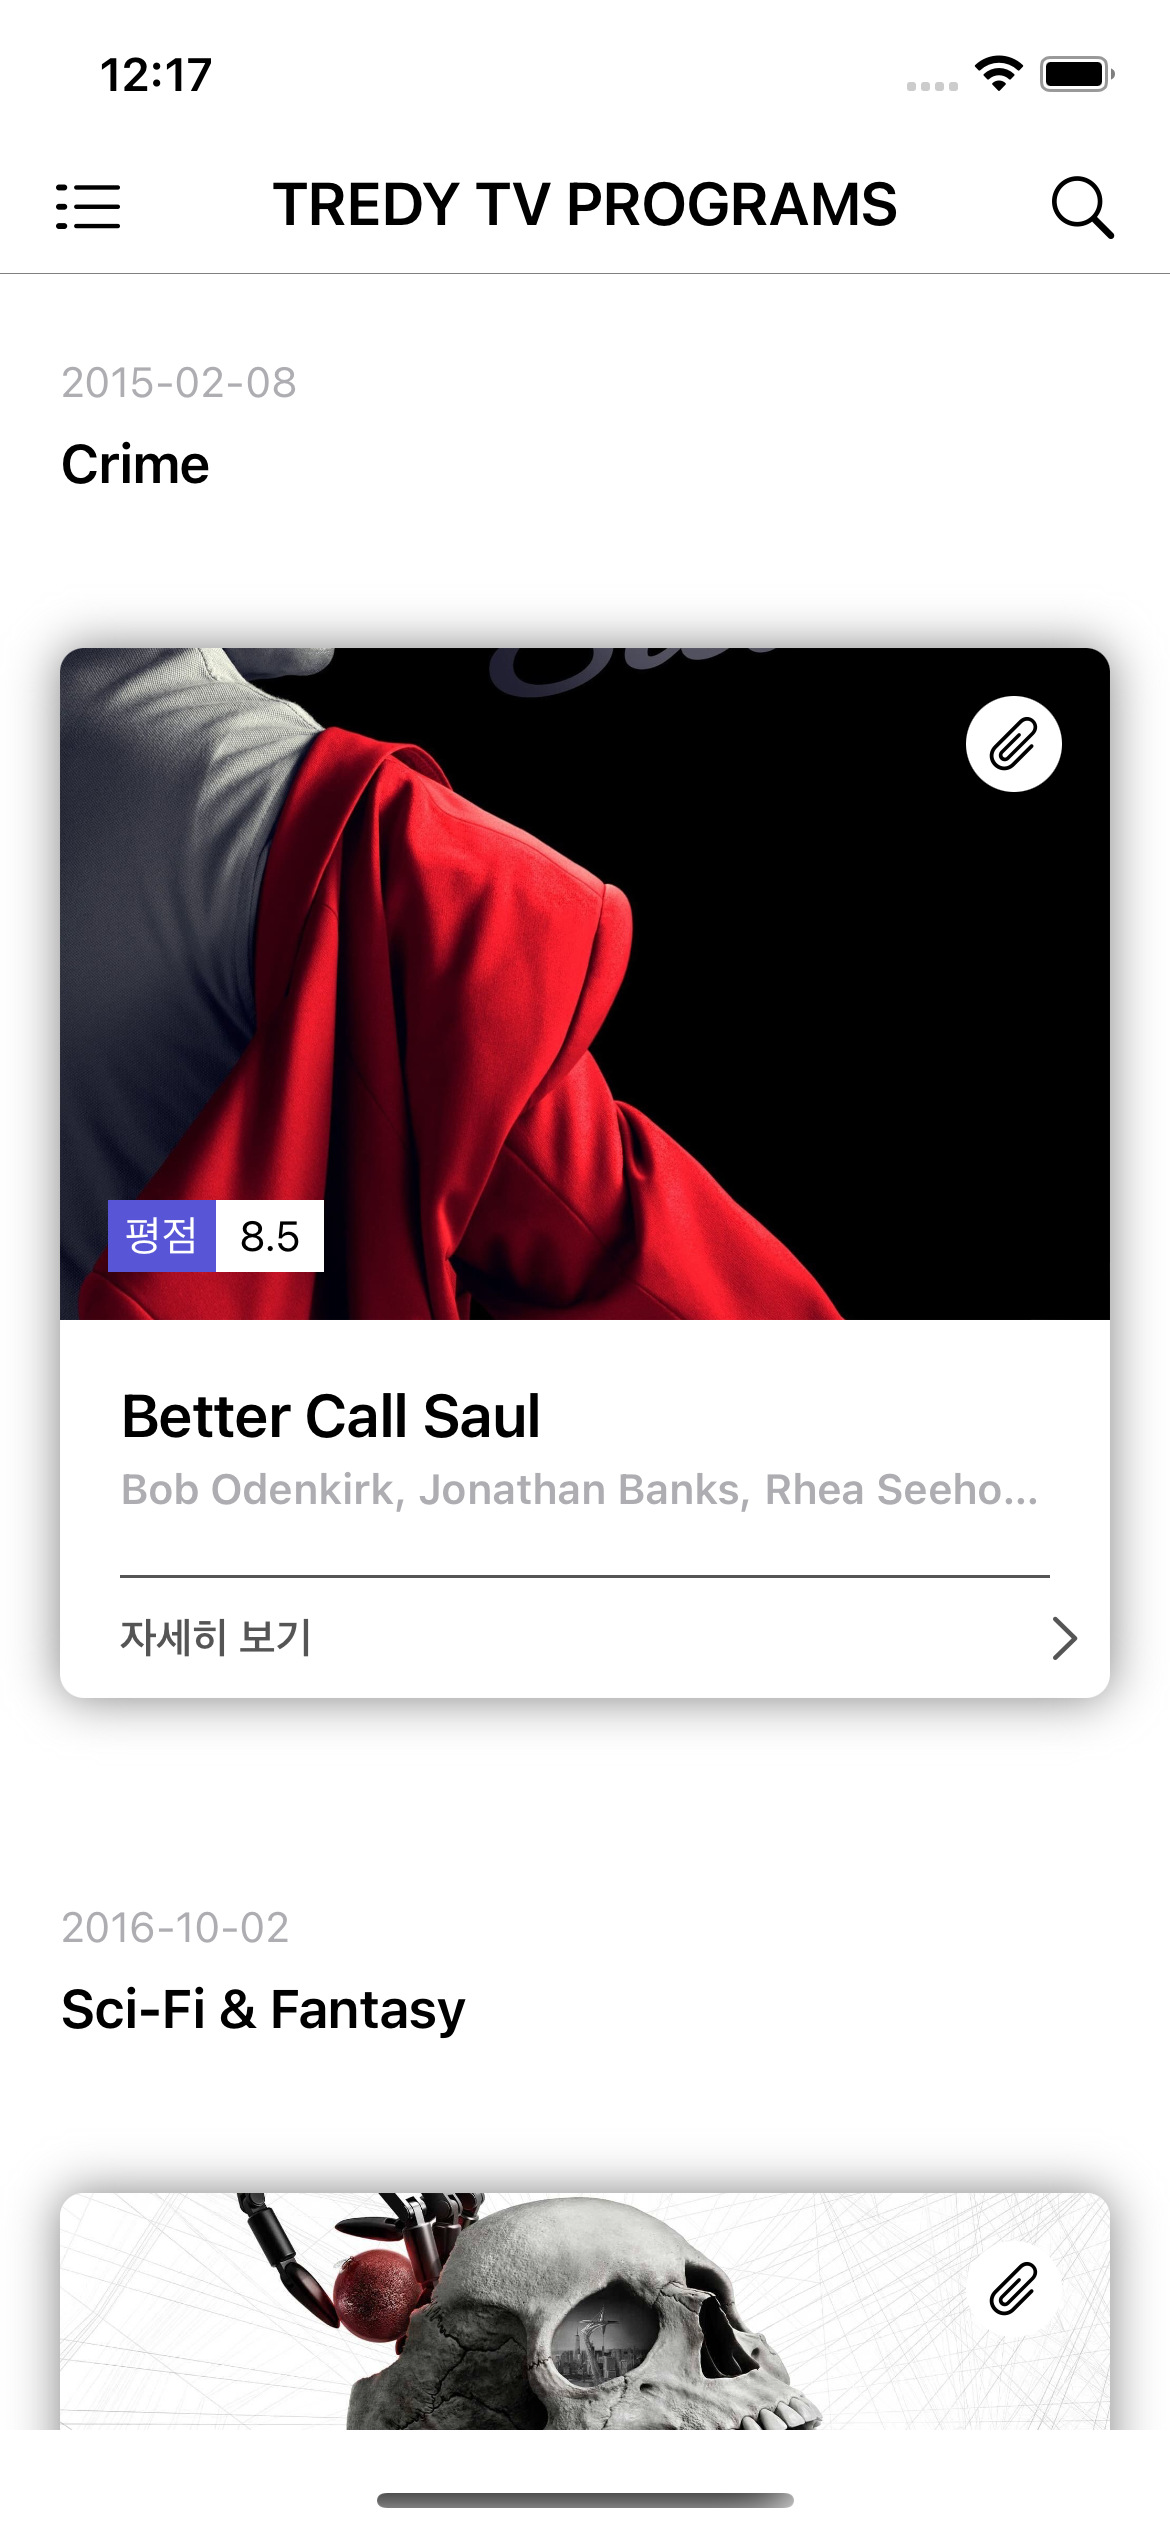 12:17
TREDY TV PROGRAMS
2015-02-08
Crime
평점 8.5
Better Call Saul
Bob Odenkirk, Jonathan Banks, Rhea Seeho...
자세히 보기
2016-10-02
Sci-Fi & Fantasy